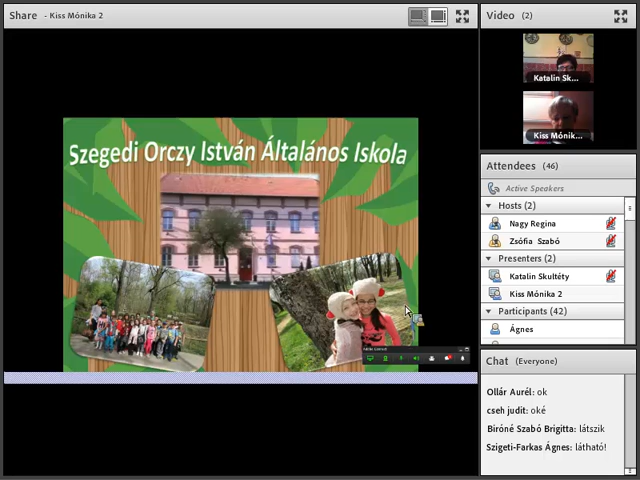 Share - Kiss Mónika 2
Szegedi Orczy István Általános Iskola
Video (2)
Katalin Sk...
Kiss Mónik...
Attendees (46)
Active Speakers
Hosts (2)
Nagy Regina
Zsófia Szabó
Presenters (2)
Katalin Skultéty
Kiss Mónika 2
Participants (42)
Ágnes
Chat (Everyone)
Ollár Aurél: ok
cseh judit: oké
Biróné Szabó Brigitta: látszik
Szigeti-Farkas Ágnes: látható!